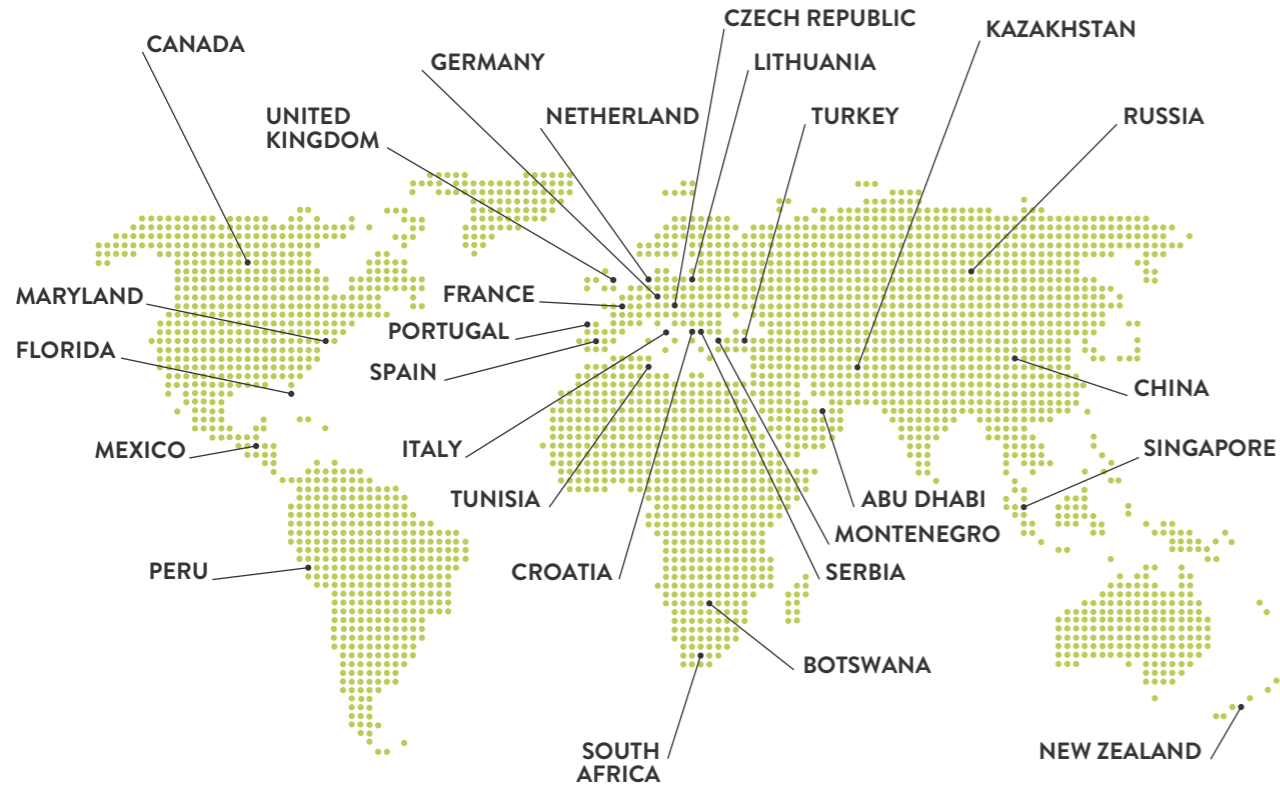 CZECH REPUBLIC
KAZAKHSTAN
CANADA
GERMANY
LITHUANIA
UNITED
KINGDOM
NETHERLAND
TURKEY
RUSSIA
MARYLAND
FRANCE
PORTUGAL
FLORIDA
SPAIN
CHINA
MEXICO
ITALY
SINGAPORE
TUNISIA
ABU DHABI
MONTENEGRO
PERU
CROATIA
SERBIA
BOTSWANA
SOUTH
AFRICA
NEW ZEALAND